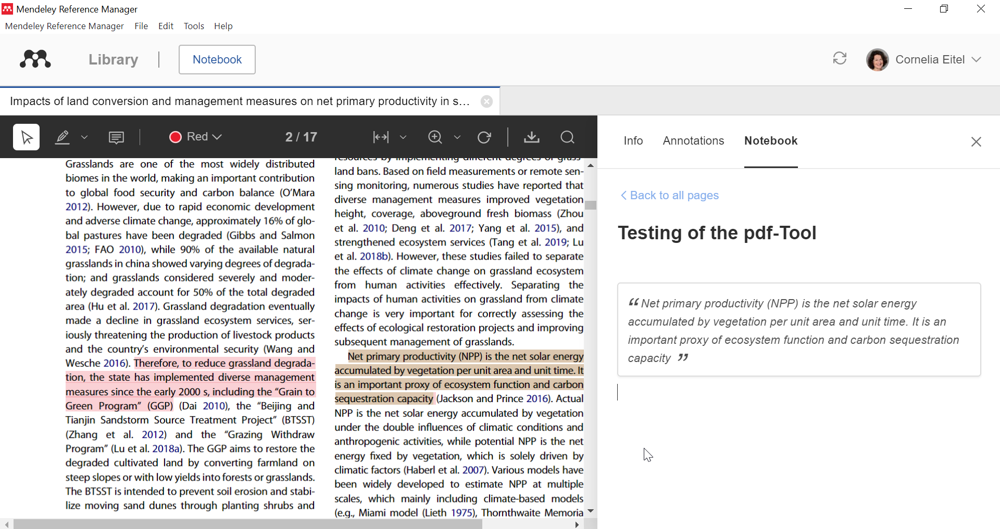 Mendeley Reference Manager
Mendeley Reference Manager File Edit Tools Help
Library | Notebook
Cornelia Eitel
Impacts of land conversion and management measures on net primary productivity in s...
Red
2 / 17
Grasslands are one of the most widely distributed
biomes in the world, making an important contribution
to global food security and carbon balance (O'Mara
2012). However, due to rapid economic development
and adverse climate change, approximately 16% of glo-
bal pastures have been degraded (Gibbs and Salmon
2015; FAO 2010), while 90% of the available natural
grasslands in china showed varying degrees of degrada-
tion; and grasslands considered severely and moder-
ately degraded account for 50% of the total degraded
area (Hu et al. 2017). Grassland degradation eventually
made a decline in grassland ecosystem services, ser-
iously threatening the production of livestock products
and the country's environmental security (Wang and
Wesche 2016). Therefore, to reduce grassland degrada-
tion, the state has implemented diverse management
measures since the early 2000 s, including the “Grain to
Green Program” (GGP) (Dai 2010), the “Beijing and
Tianjin Sandstorm Source Treatment Project” (BTSST)
(Zhang et al. 2012) and the “Grazing Withdraw
Program” (Lu et al. 2018a). The GGP aims to restore the
degraded cultivated land by converting farmland on
steep slopes or with low yields into forests or grasslands.
The BTSST is intended to prevent soil erosion and stabi-
lize moving sand dunes through planting shrubs and
resources by implementing different degrees of grass-
land bans. Based on field measurements or remote sen-
sing monitoring, numerous studies have reported that
diverse management measures improved vegetation
height, coverage, aboveground fresh biomass (Zhou
et al. 2010; Deng et al. 2017; Yang et al. 2015), and
strengthened ecosystem services (Tang et al. 2019; Lu
et al. 2018b). However, these studies failed to separate
the effects of climate change on grassland ecosystem
from human activities effectively. Separating the
impacts of human activities on grassland from climate
change is very important for correctly assessing the
effects of ecological restoration projects and improving
subsequent management of grasslands.
Net primary productivity (NPP) is the net solar energy
accumulated by vegetation per unit area and unit time. It
is an important proxy of ecosystem function and carbon
sequestration capacity (Jackson and Prince 2016). Actual
NPP is the net solar energy accumulated by vegetation
under the double influences of climatic conditions and
anthropogenic activities, while potential NPP is the net
energy fixed by vegetation, which is solely driven by
climatic factors (Haberl et al. 2007). Various models have
been widely developed to estimate NPP at multiple
scales, which mainly including climate-based models
(e.g., Miami model (Lieth 1975), Thornthwaite Memoria
Info Annotations Notebook
Back to all pages
Testing of the pdf-Tool
“Net primary productivity (NPP) is the net solar energy
accumulated by vegetation per unit area and unit time. It is an
important proxy of ecosystem function and carbon sequestration
capacity ”